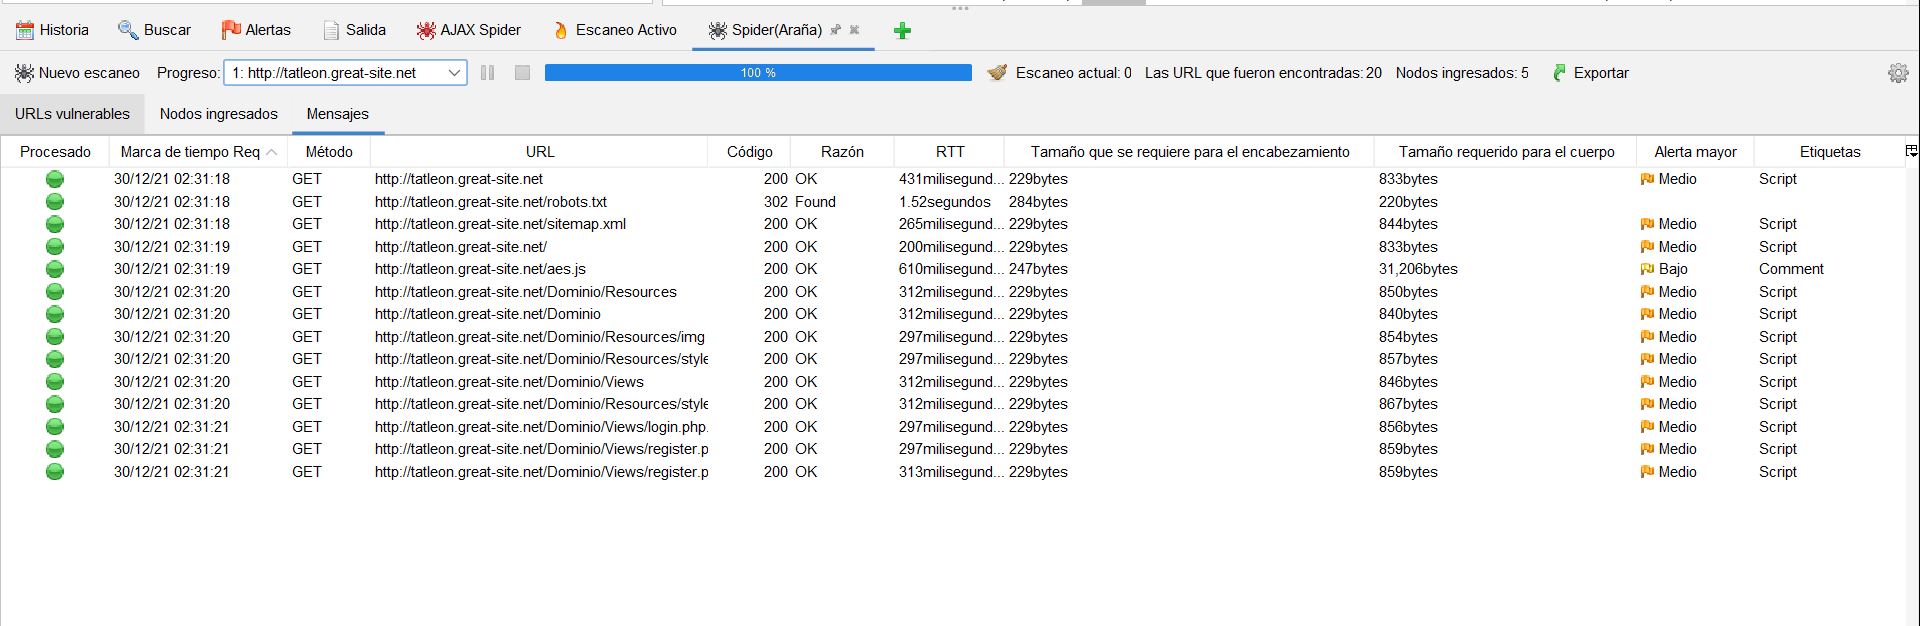 Historia Buscar Alertas Salida AJAX Spider Escaneo Activo Spider(Araña)
Nuevo escaneo Progreso: 1: http://tatleon.great-site.net 100 % Escaneo actual: 0 Las URL que fueron encontradas: 20 Nodos ingresados: 5 Exportar
URLs vulnerables Nodos ingresados Mensajes
Procesado Marca de tiempo Req Método URL Código Razón RTT Tamaño que se requiere para el encabezamiento Tamaño requerido para el cuerpo Alerta mayor Etiquetas
30/12/21 02:31:18 GET http://tatleon.great-site.net 200 OK 431milisegund... 229bytes 833bytes Medio Script
30/12/21 02:31:18 GET http://tatleon.great-site.net/robots.txt 302 Found 1.52segundos 284bytes 220bytes
30/12/21 02:31:18 GET http://tatleon.great-site.net/sitemap.xml 200 OK 265milisegund... 229bytes 844bytes Medio Script
30/12/21 02:31:19 GET http://tatleon.great-site.net/ 200 OK 200milisegund... 229bytes 833bytes Medio Script
30/12/21 02:31:19 GET http://tatleon.great-site.net/aes.js 200 OK 610milisegund... 247bytes 31,206bytes Bajo Comment
30/12/21 02:31:20 GET http://tatleon.great-site.net/Dominio/Resources 200 OK 312milisegund... 229bytes 850bytes Medio Script
30/12/21 02:31:20 GET http://tatleon.great-site.net/Dominio 200 OK 312milisegund... 229bytes 840bytes Medio Script
30/12/21 02:31:20 GET http://tatleon.great-site.net/Dominio/Resources/img 200 OK 297milisegund... 229bytes 854bytes Medio Script
30/12/21 02:31:20 GET http://tatleon.great-site.net/Dominio/Resources/style 200 OK 297milisegund... 229bytes 857bytes Medio Script
30/12/21 02:31:20 GET http://tatleon.great-site.net/Dominio/Views 200 OK 312milisegund... 229bytes 846bytes Medio Script
30/12/21 02:31:20 GET http://tatleon.great-site.net/Dominio/Resources/style 200 OK 312milisegund... 229bytes 867bytes Medio Script
30/12/21 02:31:21 GET http://tatleon.great-site.net/Dominio/Views/login.php. 200 OK 297milisegund... 229bytes 856bytes Medio Script
30/12/21 02:31:21 GET http://tatleon.great-site.net/Dominio/Views/register.p 200 OK 297milisegund... 229bytes 859bytes Medio Script
30/12/21 02:31:21 GET http://tatleon.great-site.net/Dominio/Views/register.p 200 OK 313milisegund... 229bytes 859bytes Medio Script